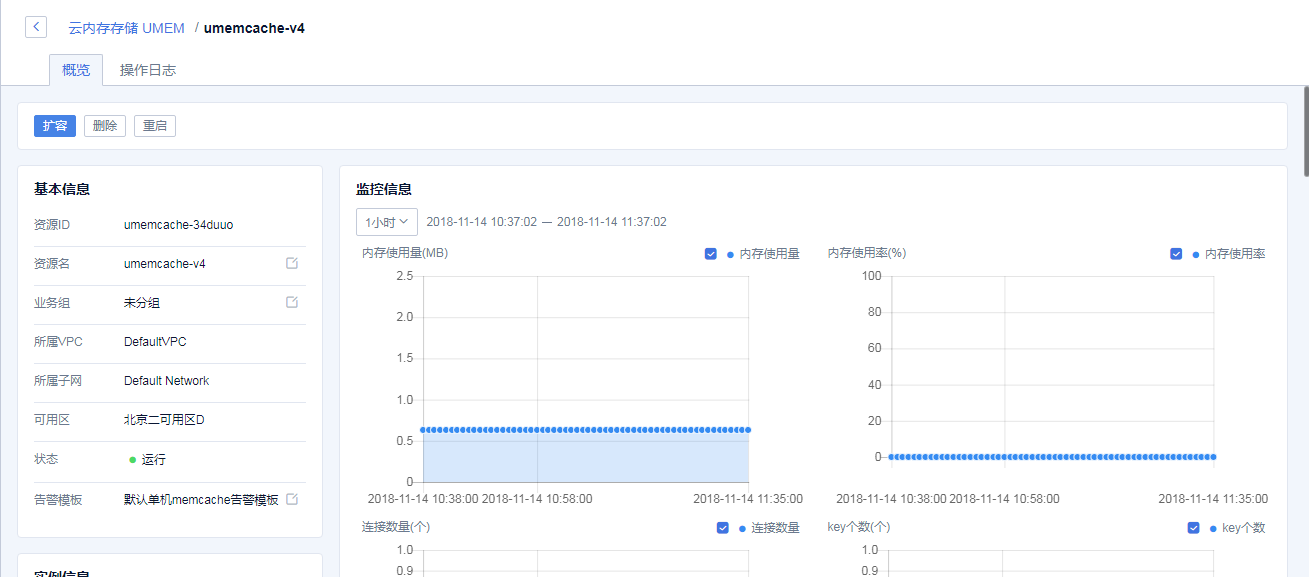 云内存存储 UMEM / umemcache-v4
概览 操作日志
扩容 删除 重启
基本信息
资源ID umemcache-34duuo
资源名 umemcache-v4
业务组 未分组
所属VPC DefaultVPC
所属子网 Default Network
可用区 北京二可用区D
状态 运行
告警模板 默认单机memcache告警模板
实例信息
监控信息
1小时 2018-11-14 10:37:02 — 2018-11-14 11:37:02
内存使用量(MB) 内存使用量
2.5
2.0
1.5
1.0
0.5
0
2018-11-14 10:38:00 2018-11-14 10:58:00 2018-11-14 11:35:00
内存使用率(%) 内存使用率
100
80
60
40
20
0
2018-11-14 10:38:00 2018-11-14 10:58:00 2018-11-14 11:35:00
连接数量(个) 连接数量
1.0
0.9
key个数(个) key个数
1.0
0.9